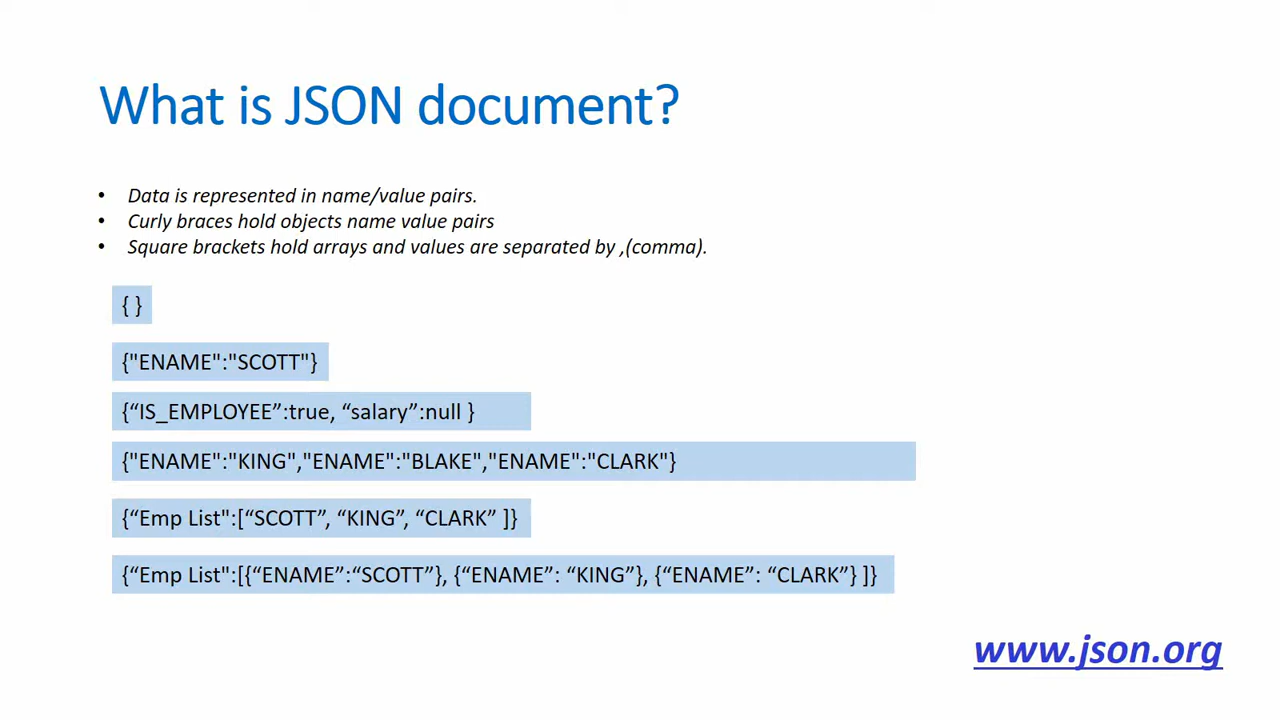 What is JSON document?
• Data is represented in name/value pairs.
• Curly braces hold objects name value pairs
• Square brackets hold arrays and values are separated by ,(comma).
{ }
{"ENAME":"SCOTT"}
{“IS_EMPLOYEE”:true, “salary”:null }
{"ENAME":"KING","ENAME":"BLAKE","ENAME":"CLARK"}
{“Emp List":[“SCOTT”, “KING”, “CLARK” ]}
{“Emp List":[{“ENAME”:“SCOTT”}, {“ENAME”: “KING”}, {“ENAME”: “CLARK”} ]}
www.json.org